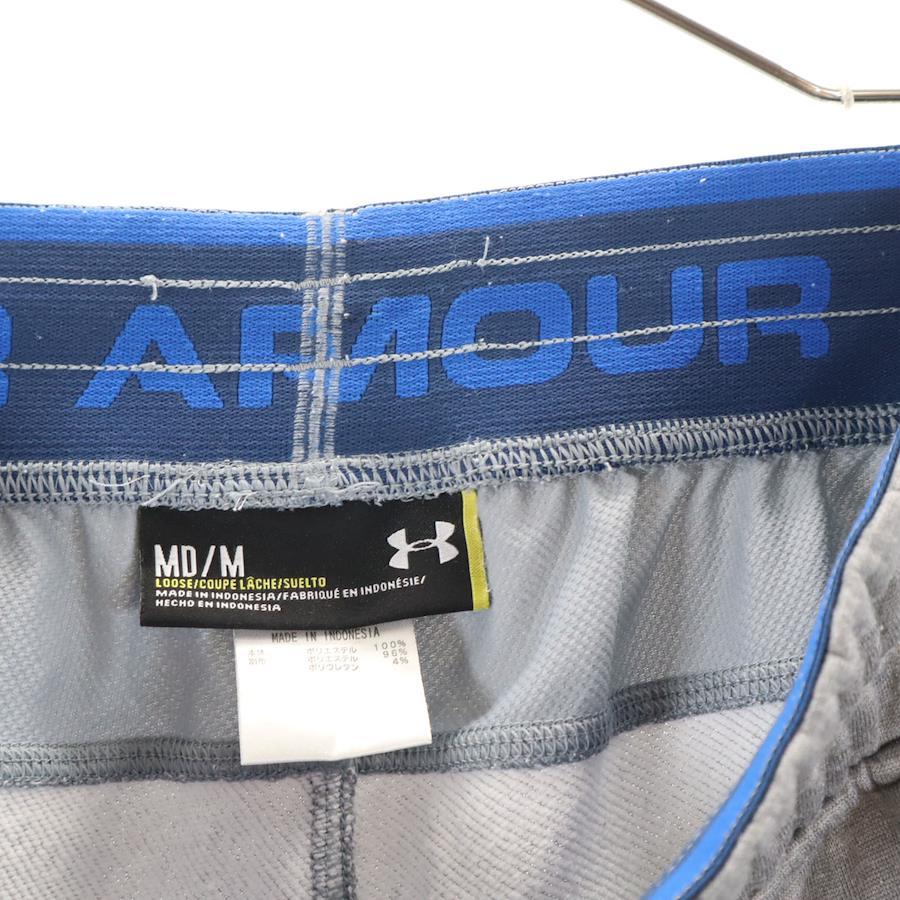 R ARMOUR
MD/M
LOOSE/COUPE LÂCHE/SUELTO
MADE IN INDONESIA/FABRIQUÉ EN INDONÉSIE/
HECHO EN INDONESIA
MADE IN INDONESIA
本体 ポリエステル 100%
別布 ポリエステル 96%
ポリウレタン 4%